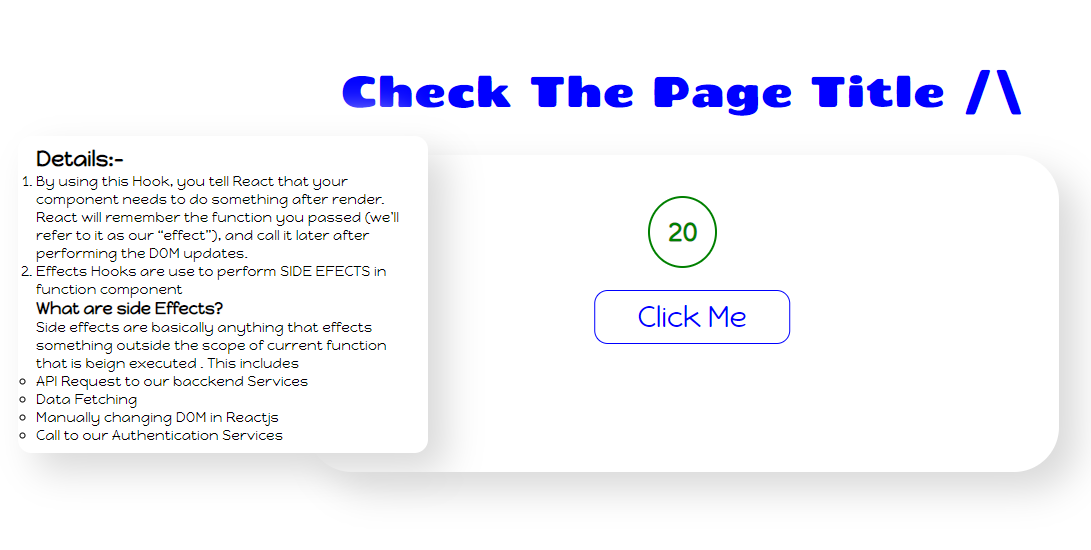 Check The Page Title /\
Details:-
1. By using this Hook, you tell React that your
component needs to do something after render.
React will remember the function you passed (we'll
refer to it as our “effect”), and call it later after
performing the DOM updates.
2. Effects Hooks are use to perform SIDE EFECTS in
function component
What are side Effects?
Side effects are basically anything that effects
something outside the scope of current function
that is beign executed . This includes
API Request to our bacckend Services
Data Fetching
Manually changing DOM in Reactjs
Call to our Authentication Services
20
Click Me